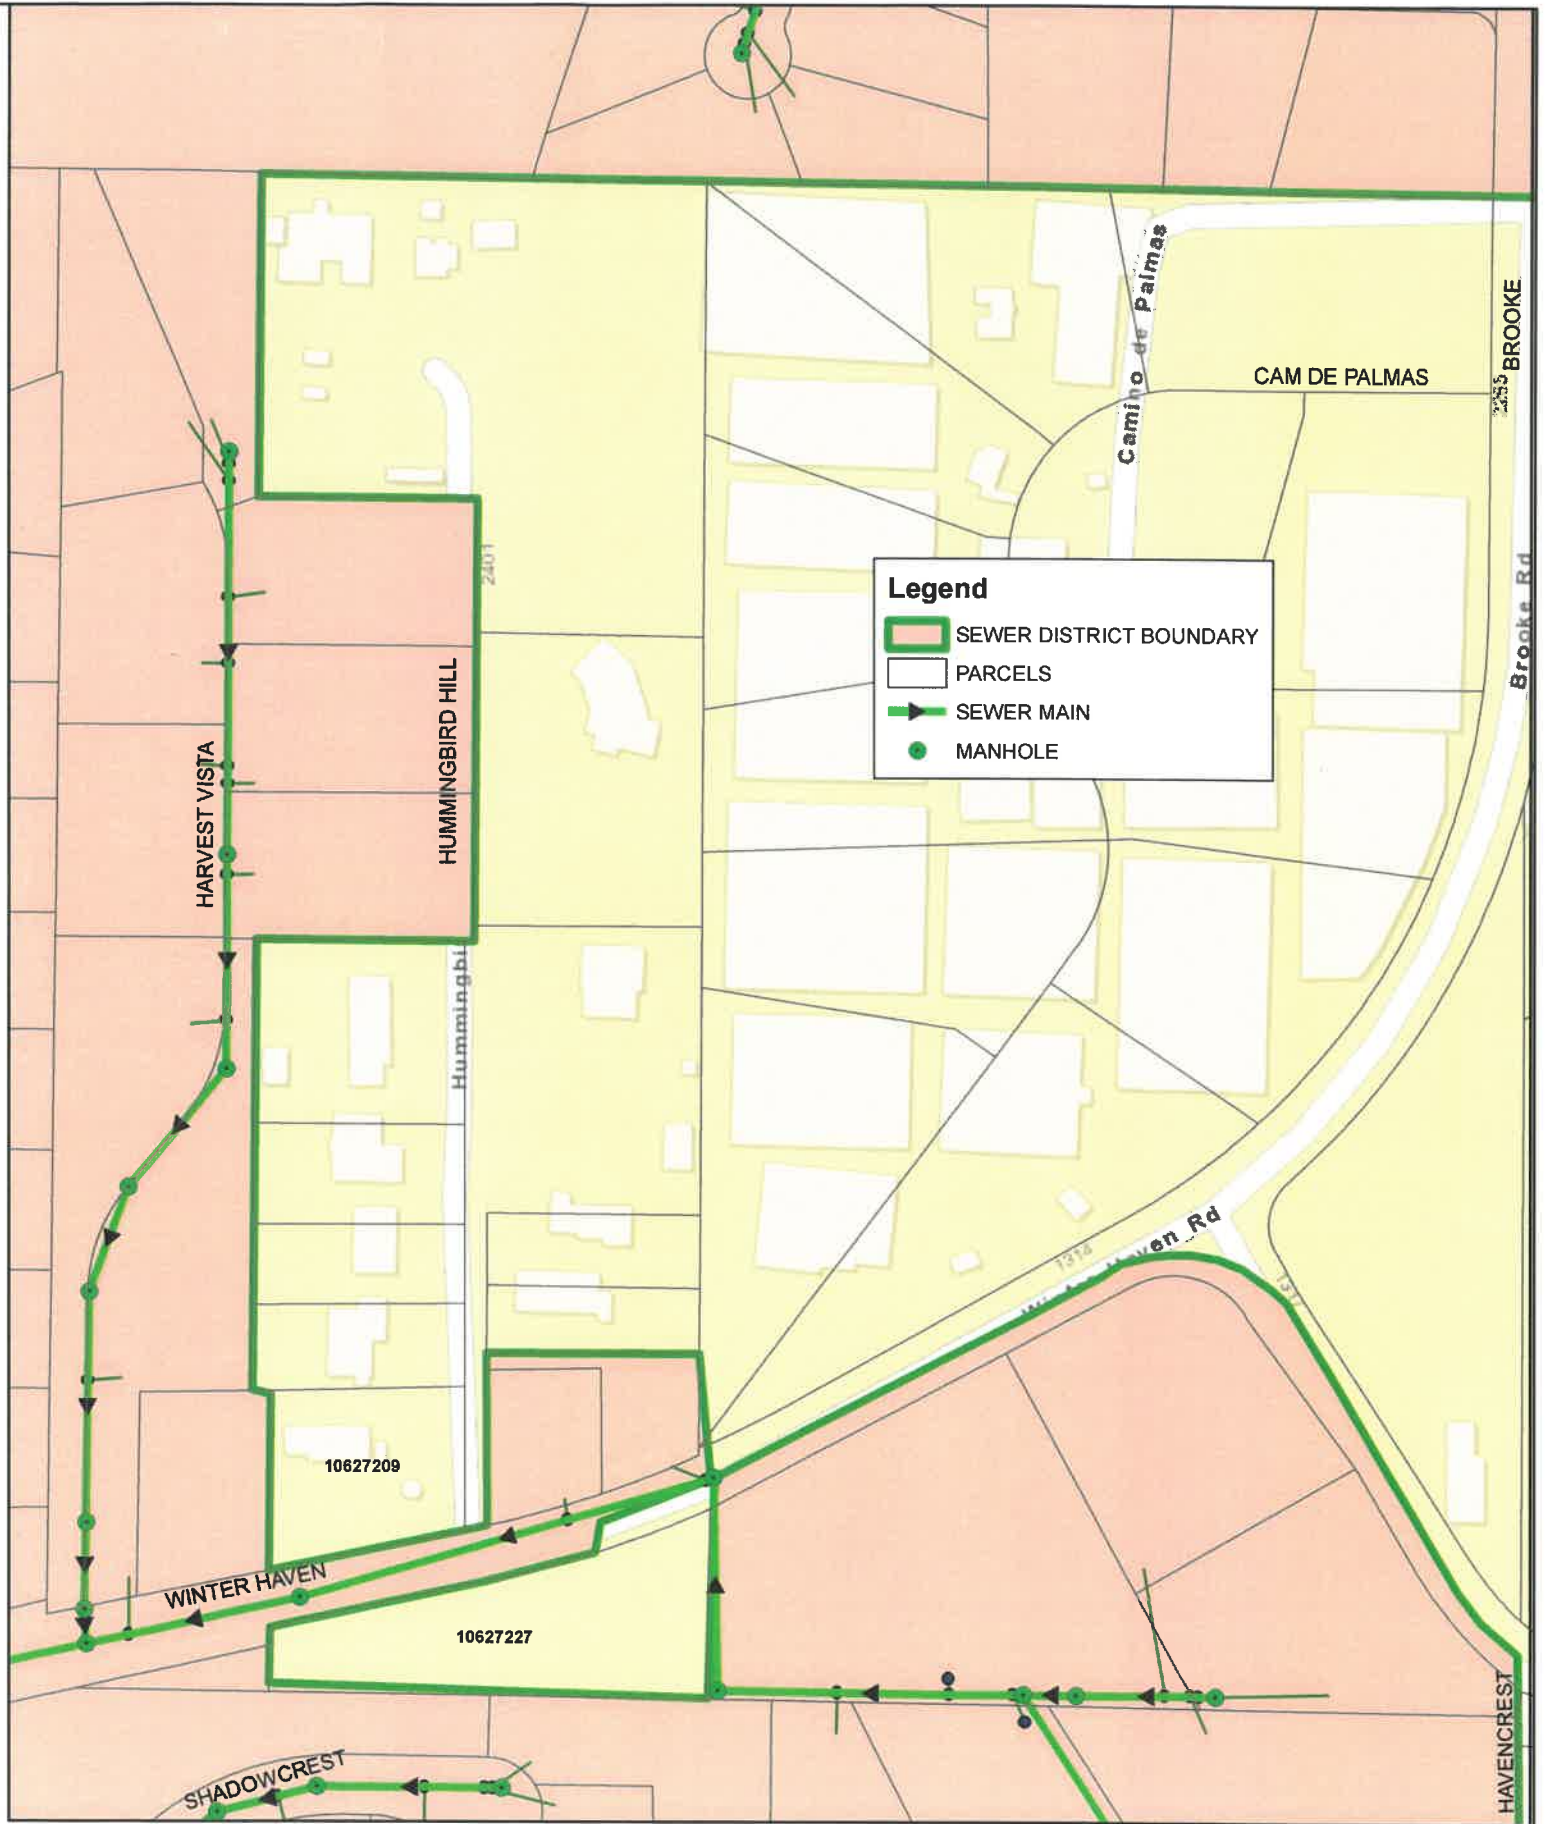 Camino de Palmas
CAM DE PALMAS
BROOKE
Brooke Rd
2401
Legend
SEWER DISTRICT BOUNDARY
PARCELS
SEWER MAIN
MANHOLE
HUMMINGBIRD HILL
HARVEST VISTA
Hummingbi
1314
Rd
10627209
WINTER HAVEN
10627227
SHADOWCREST
HAVENCREST